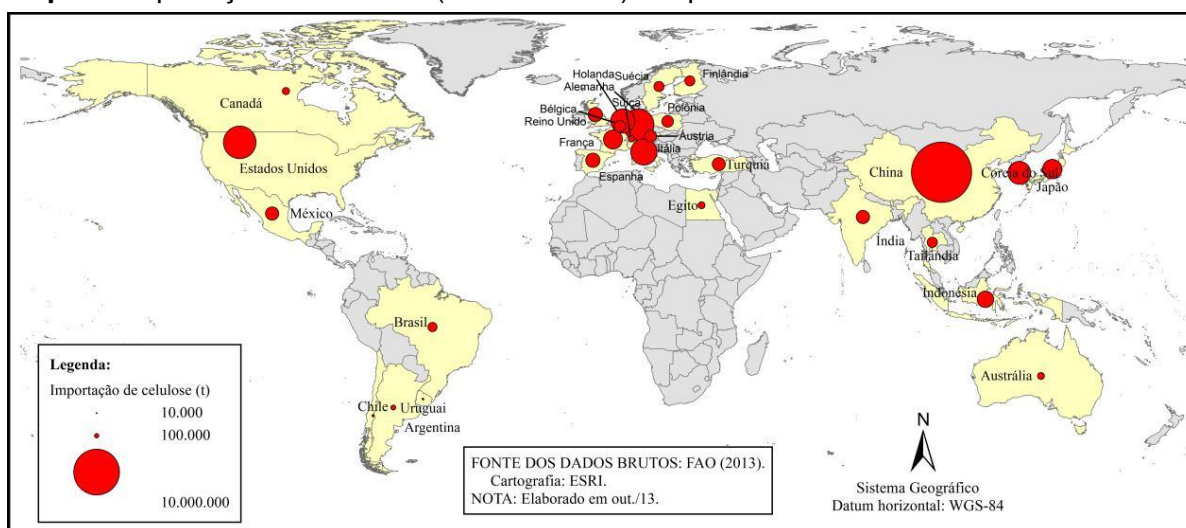 Holanda
Suécia
Finlândia
Alemanha
Canadá
Suíça
Bélgica
Polônia
Reino Unido
Áustria
França
Itália
Estados Unidos
Turquia
China
Coréia do Sul
Japão
Espanha
México
Egito
Índia
Tailândia
Indonésia
Brasil
Legenda:
Importação de celulose (t)
10.000
100.000
10.000.000
Chile
Uruguai
Argentina
Austrália
N
FONTE DOS DADOS BRUTOS: FAO (2013).
Cartografia: ESRI.
NOTA: Elaborado em out./13.
Sistema Geográfico
Datum horizontal: WGS-84